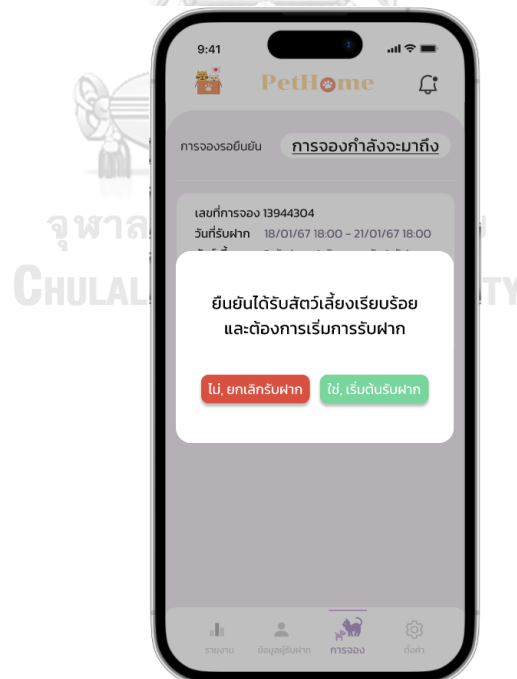 9:41
PetHome
การจองรอยืนยัน
การจองกำลังจะมาถึง
เลขที่การจอง 13944304
วันที่รับฝาก 18/01/67 18:00 - 21/01/67 18:00
ยืนยันได้รับสัตว์เลี้ยงเรียบร้อย
และต้องการเริ่มการรับฝาก
ไม่, ยกเลิกรับฝาก
ใช่, เริ่มต้นรับฝาก
รายงาน
ข้อมูลผู้รับฝาก
การจอง
ตั้งค่า
จุฬาล
CHULAL
TY